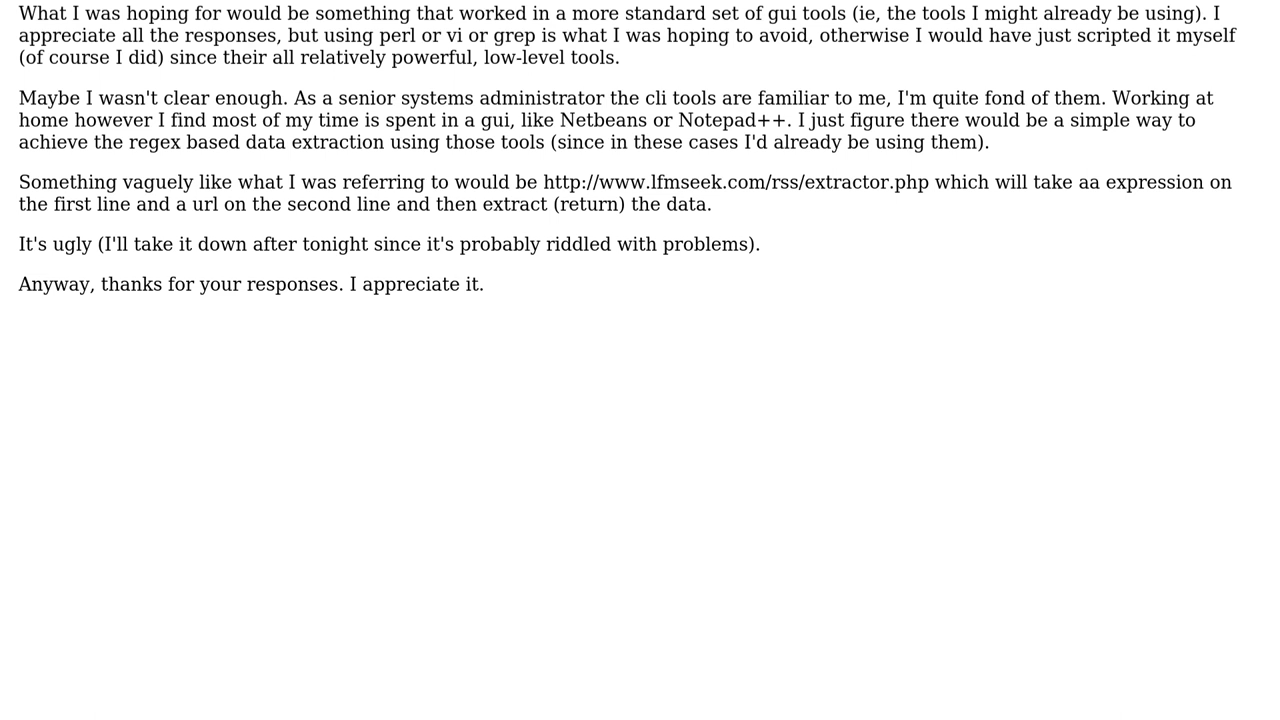 What I was hoping for would be something that worked in a more standard set of gui tools (ie, the tools I might already be using). I
appreciate all the responses, but using perl or vi or grep is what I was hoping to avoid, otherwise I would have just scripted it myself
(of course I did) since their all relatively powerful, low-level tools.
Maybe I wasn't clear enough. As a senior systems administrator the cli tools are familiar to me, I'm quite fond of them. Working at
home however I find most of my time is spent in a gui, like Netbeans or Notepad++. I just figure there would be a simple way to
achieve the regex based data extraction using those tools (since in these cases I'd already be using them).
Something vaguely like what I was referring to would be http://www.lfmseek.com/rss/extractor.php which will take aa expression on
the first line and a url on the second line and then extract (return) the data.
It's ugly (I'll take it down after tonight since it's probably riddled with problems).
Anyway, thanks for your responses. I appreciate it.